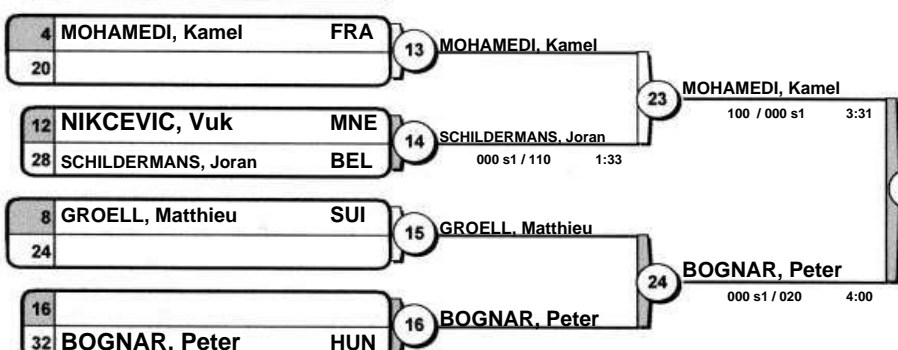 4 MOHAMEDI, Kamel FRA
20
13 MOHAMEDI, Kamel
23 MOHAMEDI, Kamel
100 / 000 s1 3:31
12 NIKCEVIC, Vuk MNE
28 SCHILDERMANS, Joran BEL
14 SCHILDERMANS, Joran
000 s1 / 110 1:33
8 GROELL, Matthieu SUI
24
15 GROELL, Matthieu
24 BOGNAR, Peter
000 s1 / 020 4:00
16
32 BOGNAR, Peter HUN
16 BOGNAR, Peter